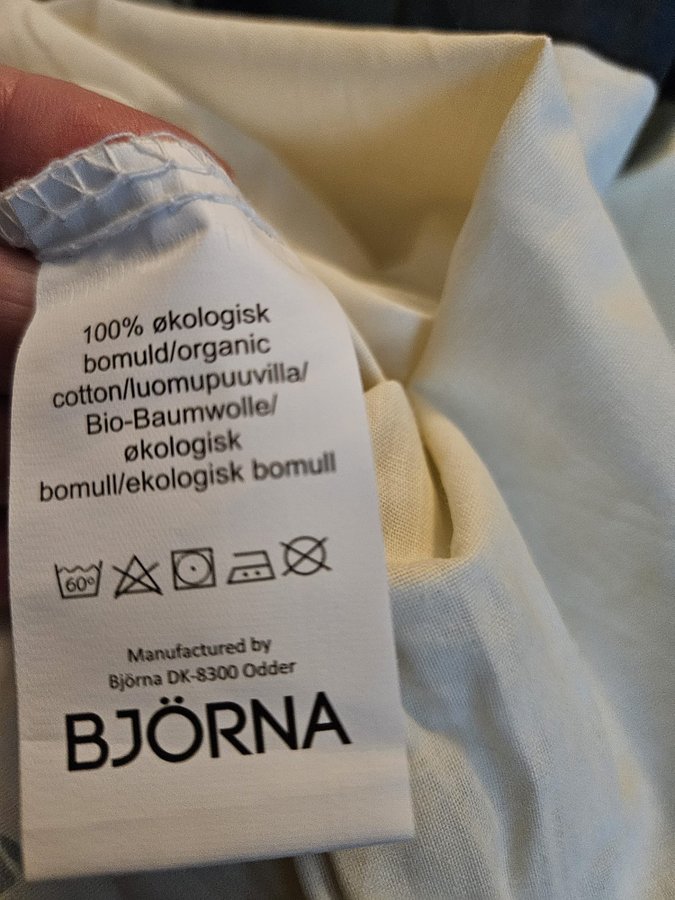 100% økologisk
bomuld/organic
cotton/luomupuuvilla/
Bio-Baumwolle/
økologisk
bomull/ekologisk bomull
60°
Manufactured by
Björna DK-8300 Odder
BJÖRNA